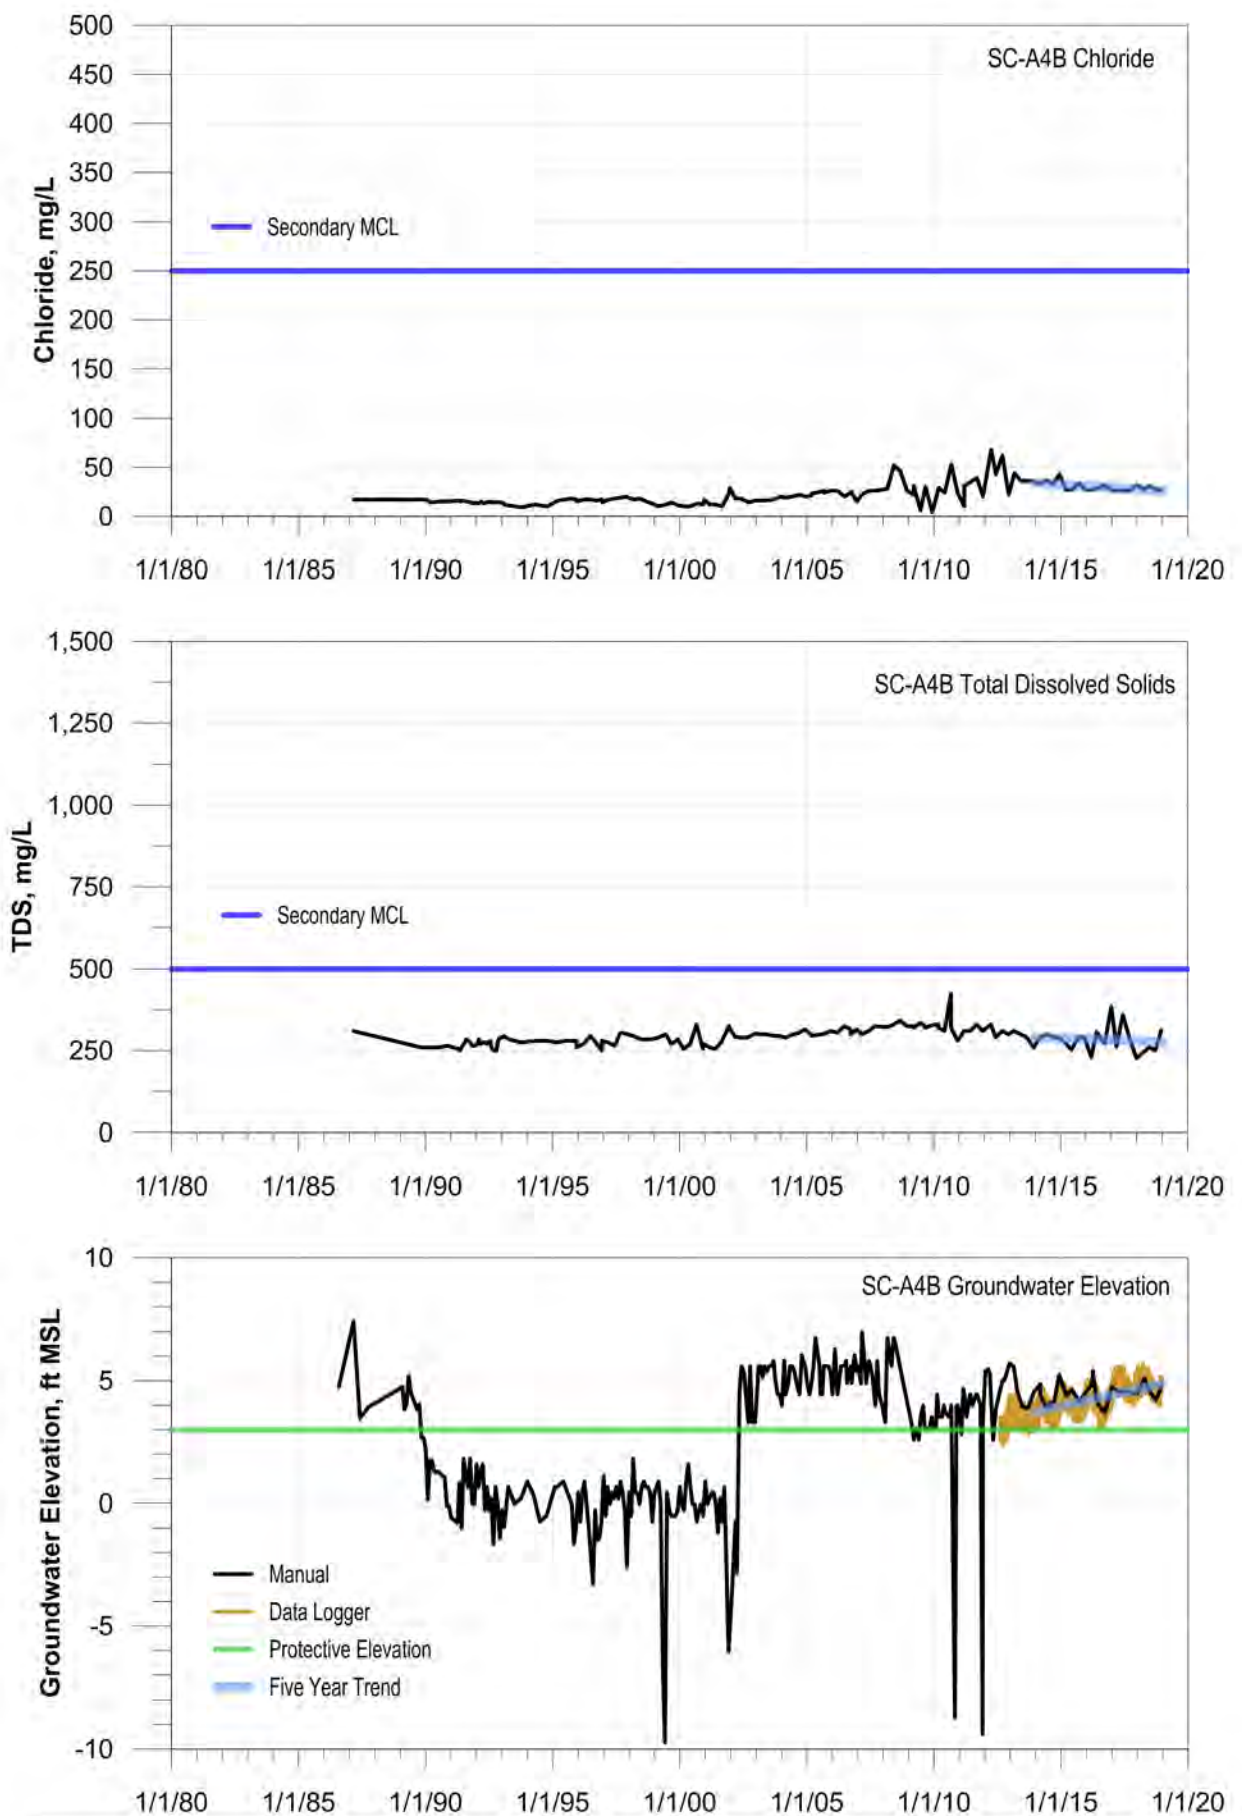 SC-A4B Chloride
500
450
400
350
300
250
200
150
100
50
0
Chloride, mg/L
Secondary MCL
1/1/80 1/1/85 1/1/90 1/1/95 1/1/00 1/1/05 1/1/10 1/1/15 1/1/20
SC-A4B Total Dissolved Solids
1,500
1,250
1,000
750
500
250
0
TDS, mg/L
Secondary MCL
1/1/80 1/1/85 1/1/90 1/1/95 1/1/00 1/1/05 1/1/10 1/1/15 1/1/20
SC-A4B Groundwater Elevation
10
5
0
-5
-10
Groundwater Elevation, ft MSL
Manual
Data Logger
Protective Elevation
Five Year Trend
1/1/80 1/1/85 1/1/90 1/1/95 1/1/00 1/1/05 1/1/10 1/1/15 1/1/20